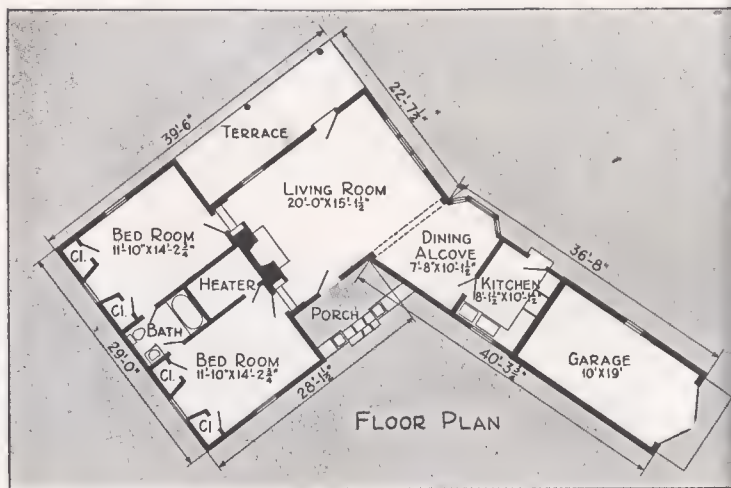 39'-6"
TERRACE
22'-7½"
LIVING ROOM
20'-0"X15'-1½"
BED ROOM
11'-10"X14'-2¾"
CL.
DINING
ALCOVE
7'-8"X10'-1½"
36'-8"
HEATER
KITCHEN
8'-1½"X10'-1½"
CL.
PORCH
BATH
BED ROOM
11'-10"X14'-2¾"
GARAGE
10'X19'
29'-0"
CL.
28'-1½"
40'-3¾"
CL
FLOOR PLAN